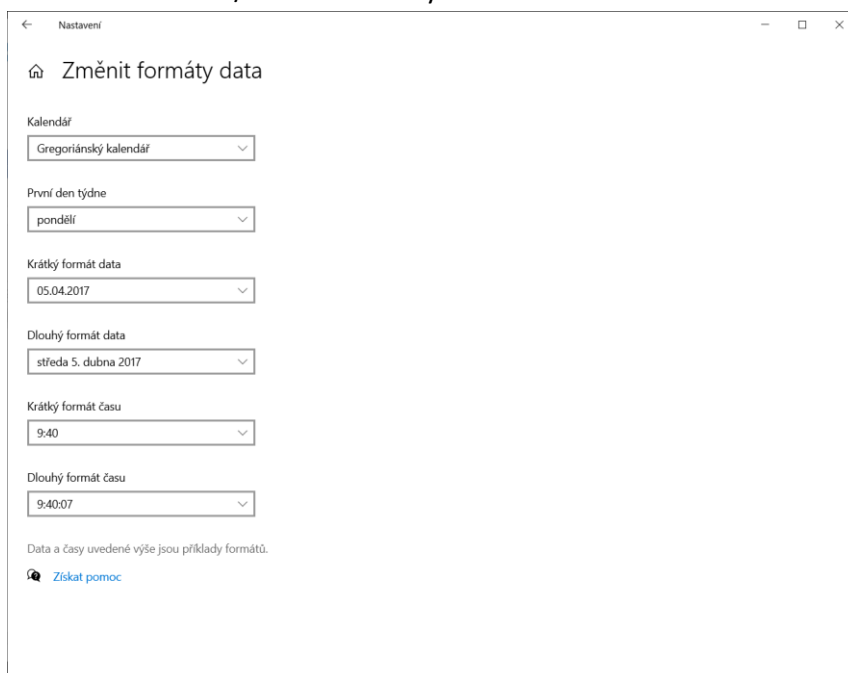 Nastavení
Změnit formáty data
Kalendář
Gregoriánský kalendář
První den týdne
pondělí
Krátký formát data
05.04.2017
Dlouhý formát data
středa 5. dubna 2017
Krátký formát času
9:40
Dlouhý formát času
9:40:07
Data a časy uvedené výše jsou příklady formátů.
Získat pomoc